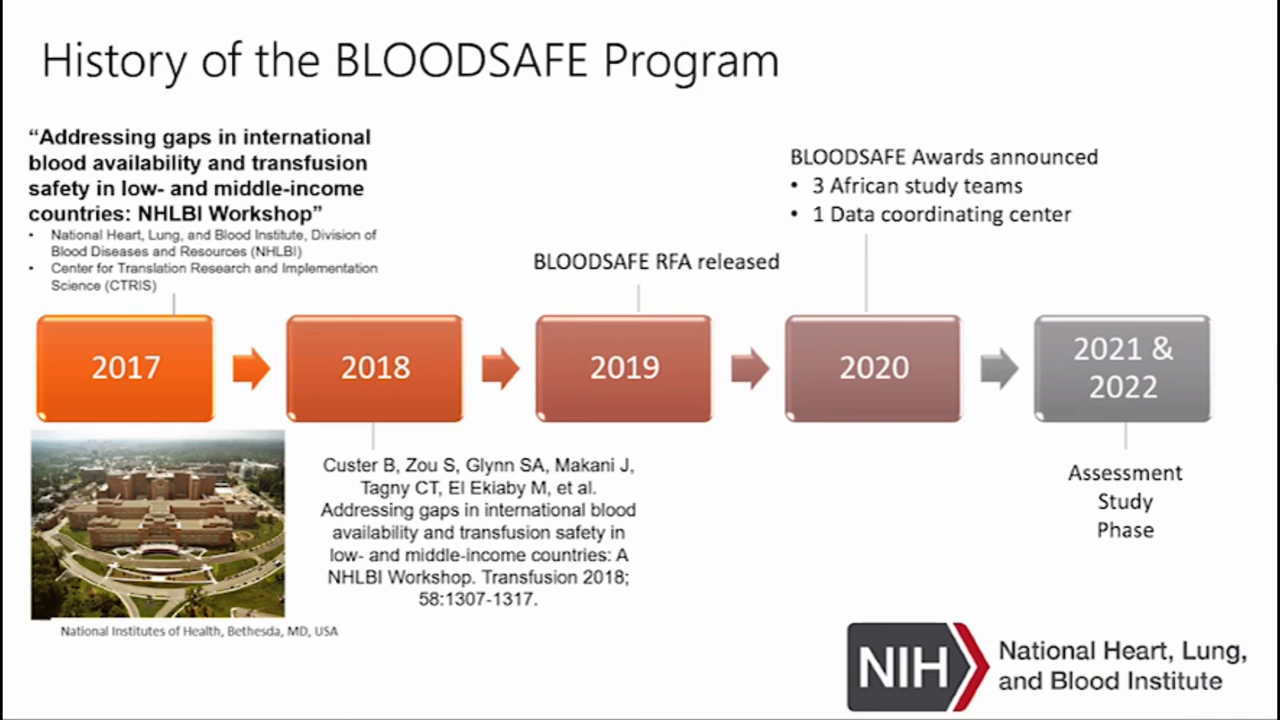 History of the BLOODSAFE Program
“Addressing gaps in international
blood availability and transfusion
safety in low- and middle-income
countries: NHLBI Workshop”
• National Heart, Lung, and Blood Institute, Division of
Blood Diseases and Resources (NHLBI)
• Center for Translation Research and Implementation
Science (CTRIS)
BLOODSAFE RFA released
BLOODSAFE Awards announced
• 3 African study teams
• 1 Data coordinating center
2017
2018
2019
2020
2021 &
2022
National Institutes of Health, Bethesda, MD, USA
Custer B, Zou S, Glynn SA, Makani J,
Tagny CT, El Ekiaby M, et al.
Addressing gaps in international blood
availability and transfusion safety in
low- and middle-income countries: A
NHLBI Workshop. Transfusion 2018;
58:1307-1317.
Assessment
Study
Phase
NIH
National Heart, Lung,
and Blood Institute